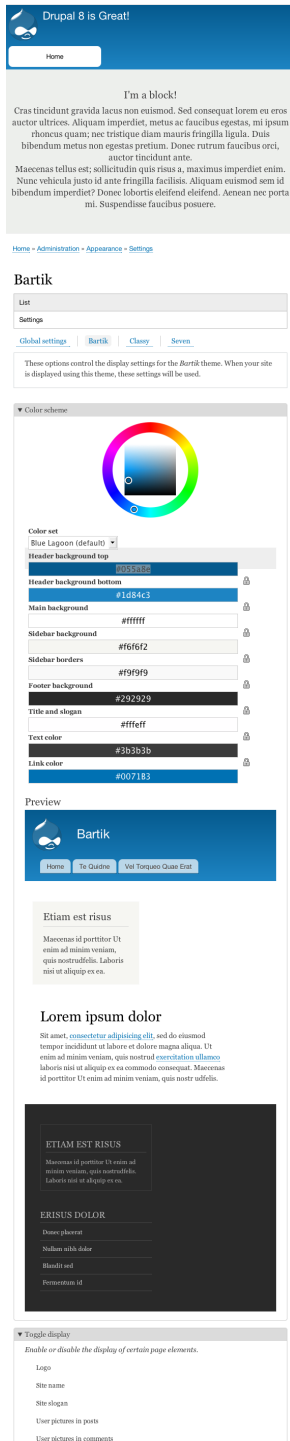 Drupal 8 is Great!
Home
I'm a block!
Cras tincidunt gravida lacus non euismod. Sed consequat lorem eu eros
auctor ultrices. Aliquam imperdiet, metus ac faucibus egestas, mi ipsum
rhoncus quam; nec tristique diam mauris fringilla ligula. Duis
bibendum metus non egestas pretium. Donec rutrum faucibus orci,
auctor tincidunt ante.
Maecenas tellus est; sollicitudin quis risus a, maximus imperdiet enim.
Nunc vehicula justo id ante fringilla facilisis. Aliquam euismod sem id
bibendum imperdiet? Donec lobortis eleifend eleifend. Aenean nec porta
mi. Suspendisse faucibus posuere.
Home » Administration » Appearance » Settings
Bartik
List
Settings
Global settings Bartik Classy Seven
These options control the display settings for the Bartik theme. When your site
is displayed using this theme, these settings will be used.
▼ Color scheme
Color set
Blue Lagoon (default)
Header background top
#055a8e
Header background bottom
#1d84c3
Main background
#ffffff
Sidebar background
#f6f6f2
Sidebar borders
#f9f9f9
Footer background
#292929
Title and slogan
#fffeff
Text color
#3b3b3b
Link color
#0071B3
Preview
Bartik
Home Te Quidne Vel Torqueo Quae Erat
Etiam est risus
Maecenas id porttitor Ut
enim ad minim veniam,
quis nostrudfelis. Laboris
nisi ut aliquip ex ea.
Lorem ipsum dolor
Sit amet, consectetur adipisicing elit, sed do eiusmod
tempor incididunt ut labore et dolore magna aliqua. Ut
enim ad minim veniam, quis nostrud exercitation ullamco
laboris nisi ut aliquip ex ea commodo consequat. Maecenas
id porttitor Ut enim ad minim veniam, quis nostr udfelis.
ETIAM EST RISUS
Maecenas id porttitor Ut enim ad
minim veniam, quis nostrudfelis.
Laboris nisi ut aliquip ex ea.
ERISUS DOLOR
Donec placerat
Nullam nibh dolor
Blandit sed
Fermentum id
▼ Toggle display
Enable or disable the display of certain page elements.
Logo
Site name
Site slogan
User pictures in posts
User pictures in comments